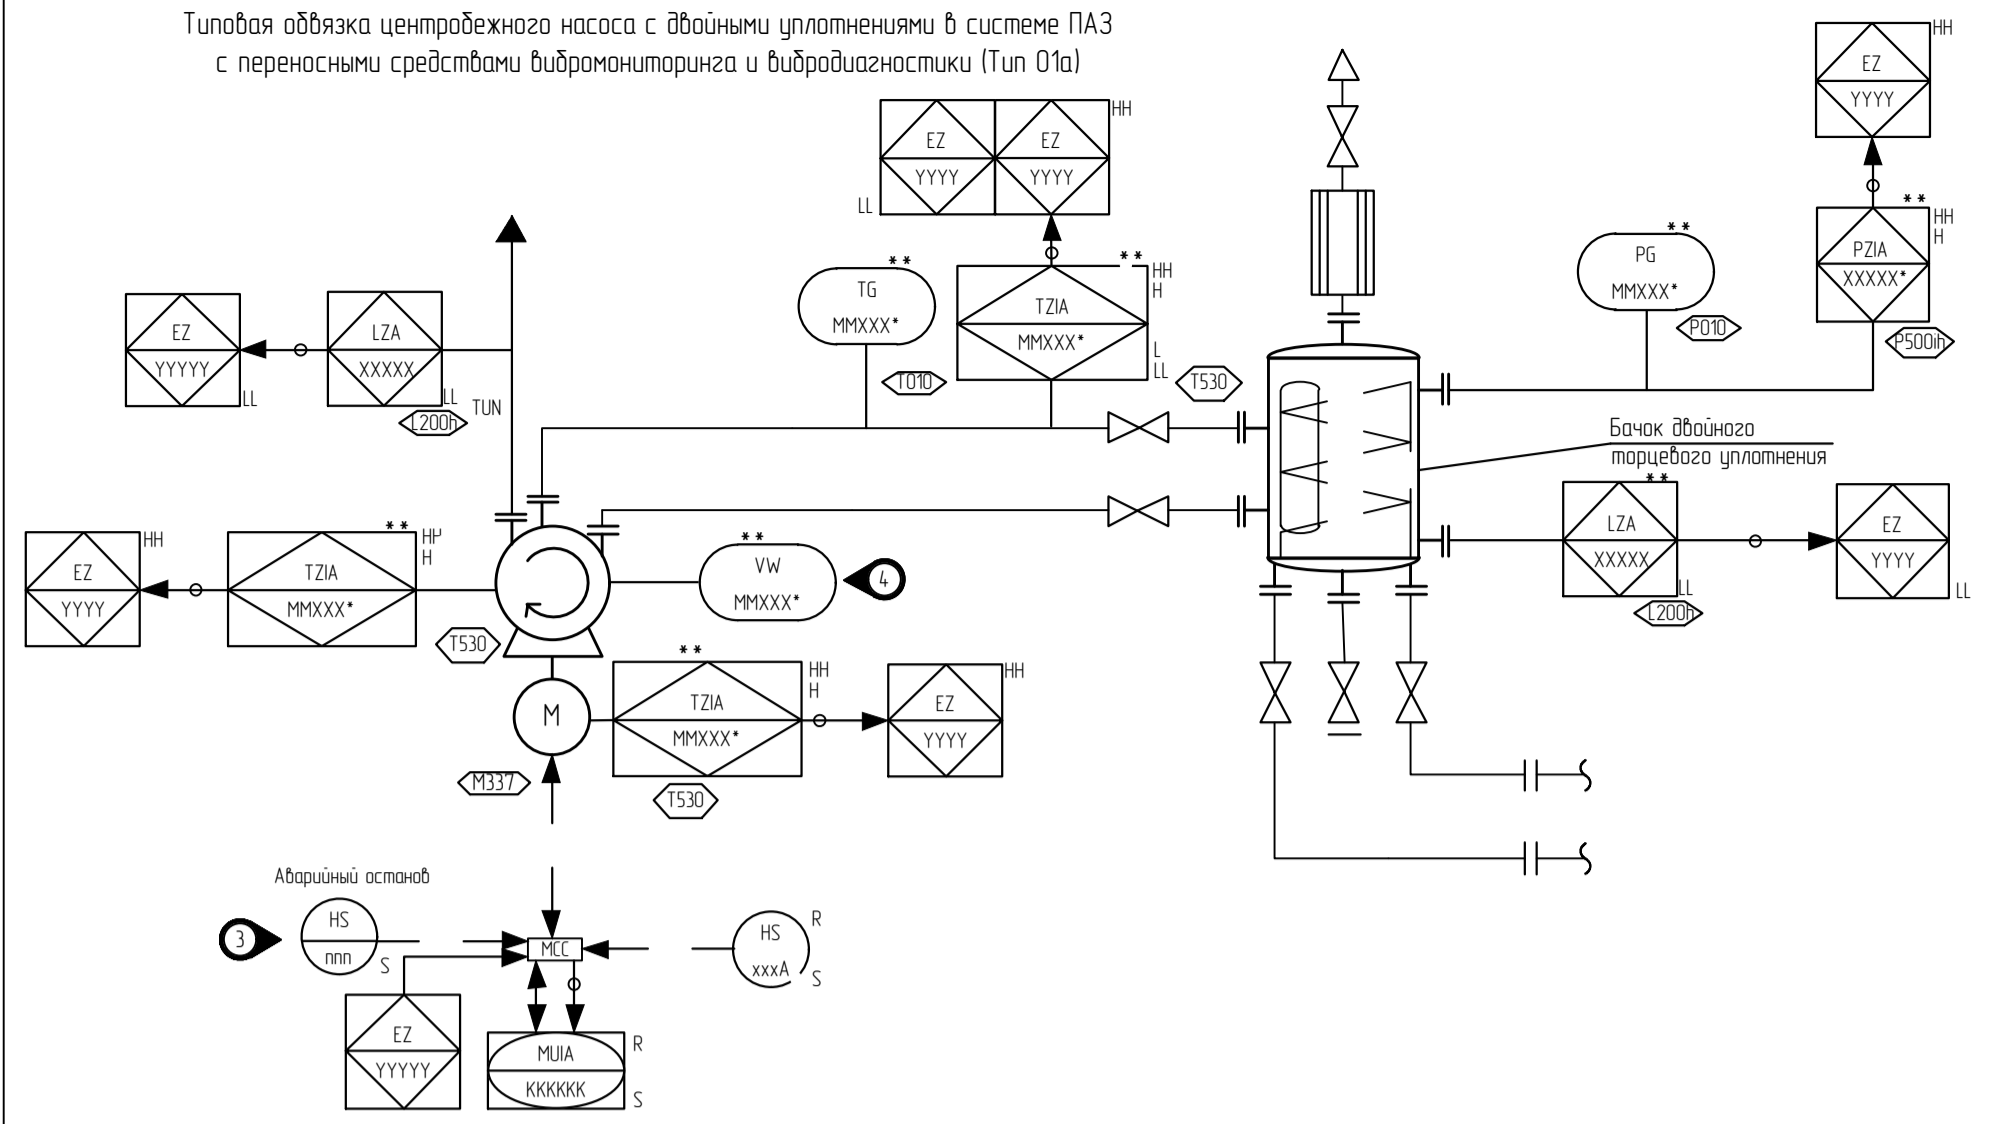 Типовая обвязка центробежного насоса с двойными уплотнениями в системе ПАЗ
с переносными средствами вибромониторинга и вибродиагностики (Тип 01а)
HH
EZ
YYYY
EZ
YYYY
EZ
YYYY
HH
LL
** 
PZIA
XXXXX*
HH
H
P500ih
**
PG
MMXXX*
P010
**
TG
MMXXX*
T010
**
TZIA
MMXXX*
HH
H
L
LL
T530
EZ
YYYYY
LL
LZA
XXXXX
LL
L200h
TUN
Бачок двойного
торцевого уплотнения
**
LZA
XXXXX
LL
L200h
EZ
YYYY
LL
EZ
YYYY
HH
**
TZIA
MMXXX*
HH
H
T530
**
VW
MMXXX*
4
**
TZIA
MMXXX*
HH
H
T530
EZ
YYYY
HH
M
M337
Аварийный останов
3
HS
nnn
S
MCC
HS
xxxA
R
S
EZ
YYYYY
MUIA
KKKKKK
R
S